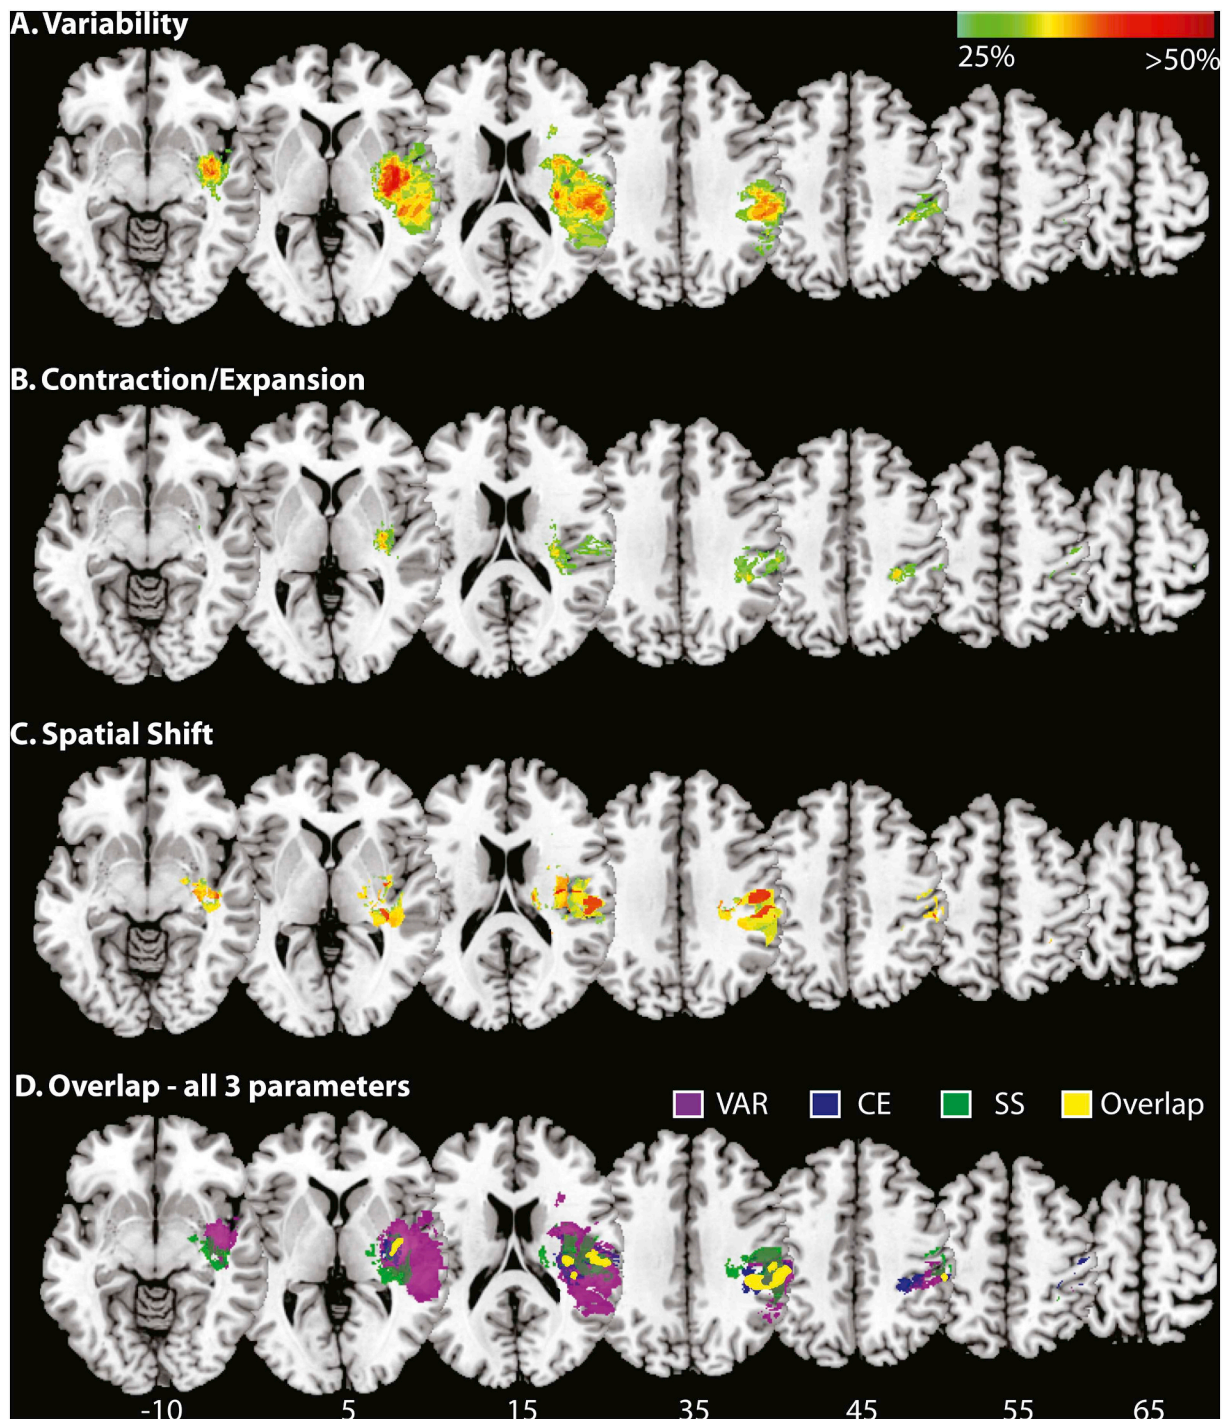 A. Variability
25% >50%
B. Contraction/Expansion
C. Spatial Shift
D. Overlap - all 3 parameters
VAR CE SS Overlap
-10 5 15 35 45 55 65